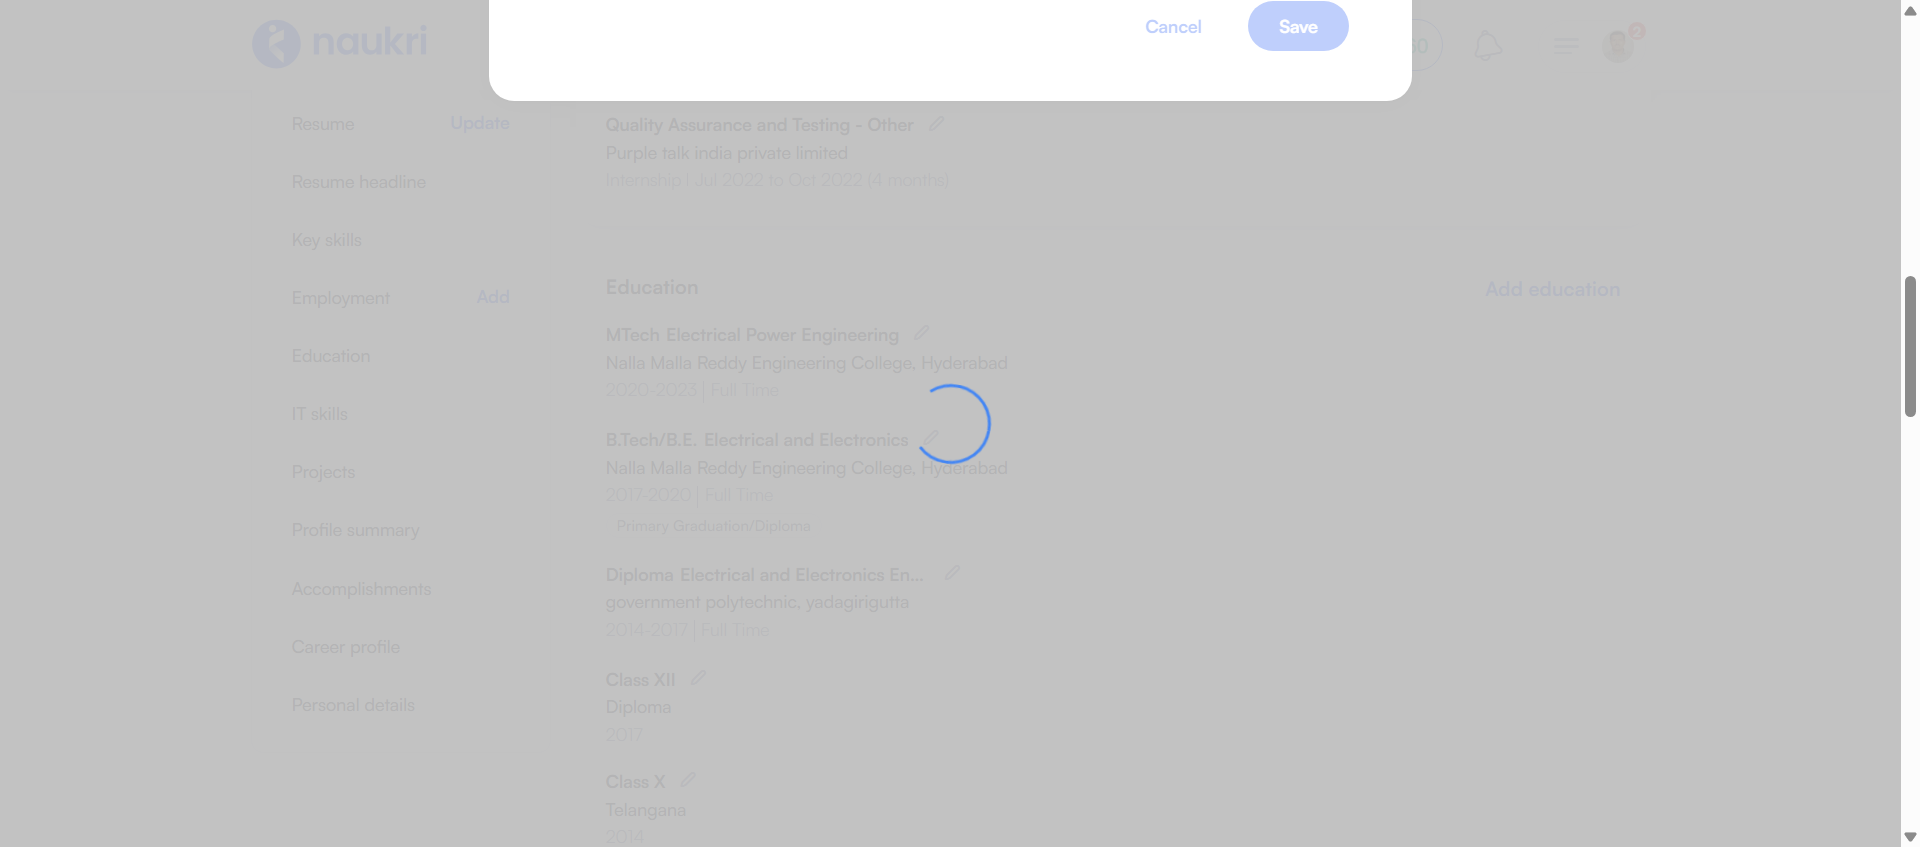 Cancel
Save
naukri
2
Resume
Update
Resume headline
Key skills
Employment
Add
Education
IT skills
Projects
Profile summary
Accomplishments
Career profile
Personal details
Quality Assurance and Testing - Other
Purple talk india private limited
Internship | Jul 2022 to Oct 2022 (4 months)
Education
Add education
MTech Electrical Power Engineering
Nalla Malla Reddy Engineering College, Hyderabad
2020-2023 | Full Time
B.Tech/B.E. Electrical and Electronics
Nalla Malla Reddy Engineering College, Hyderabad
2017-2020 | Full Time
Primary Graduation/Diploma
Diploma Electrical and Electronics En...
government polytechnic, yadagirigutta
2014-2017 | Full Time
Class XII
Diploma
2017
Class X
Telangana
2014